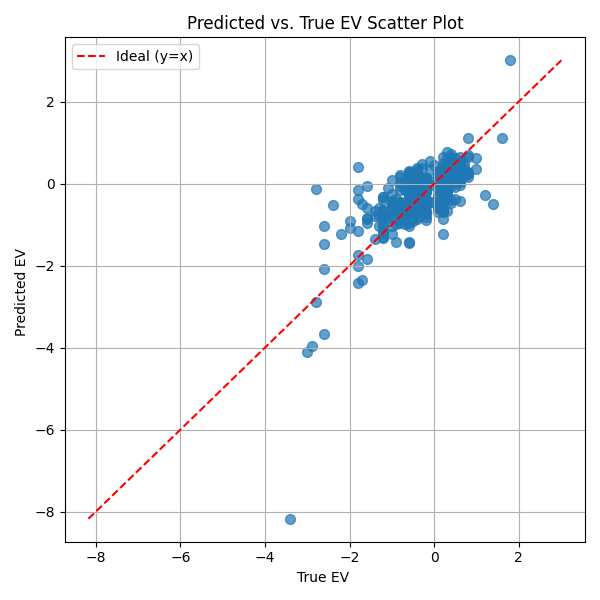 Predicted vs. True EV Scatter Plot
Ideal (y=x)
2
0
−2
−4
−6
−8
Predicted EV
−8 −6 −4 −2 0 2
True EV